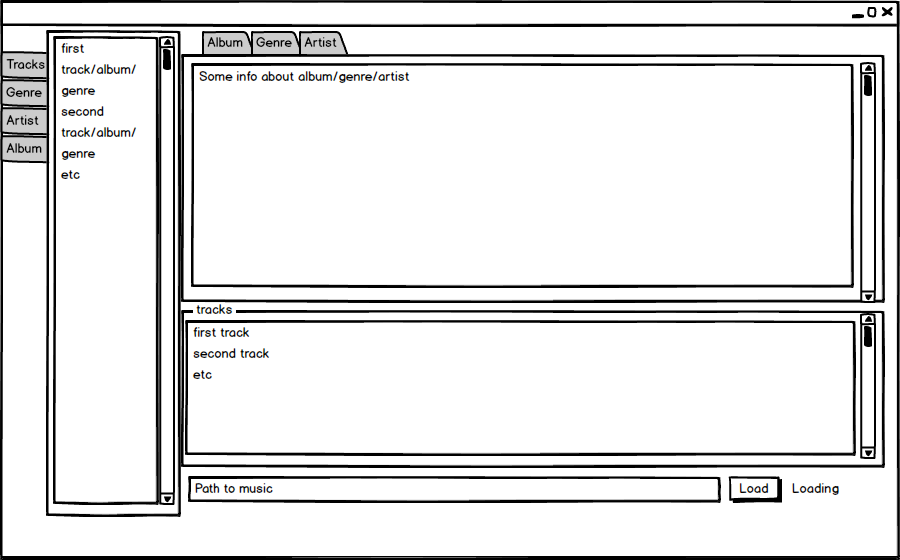 Tracks
Genre
Artist
Album
first
track/album/
genre
second
track/album/
genre
etc
Album Genre Artist
Some info about album/genre/artist
tracks
first track
second track
etc
Path to music
Load
Loading